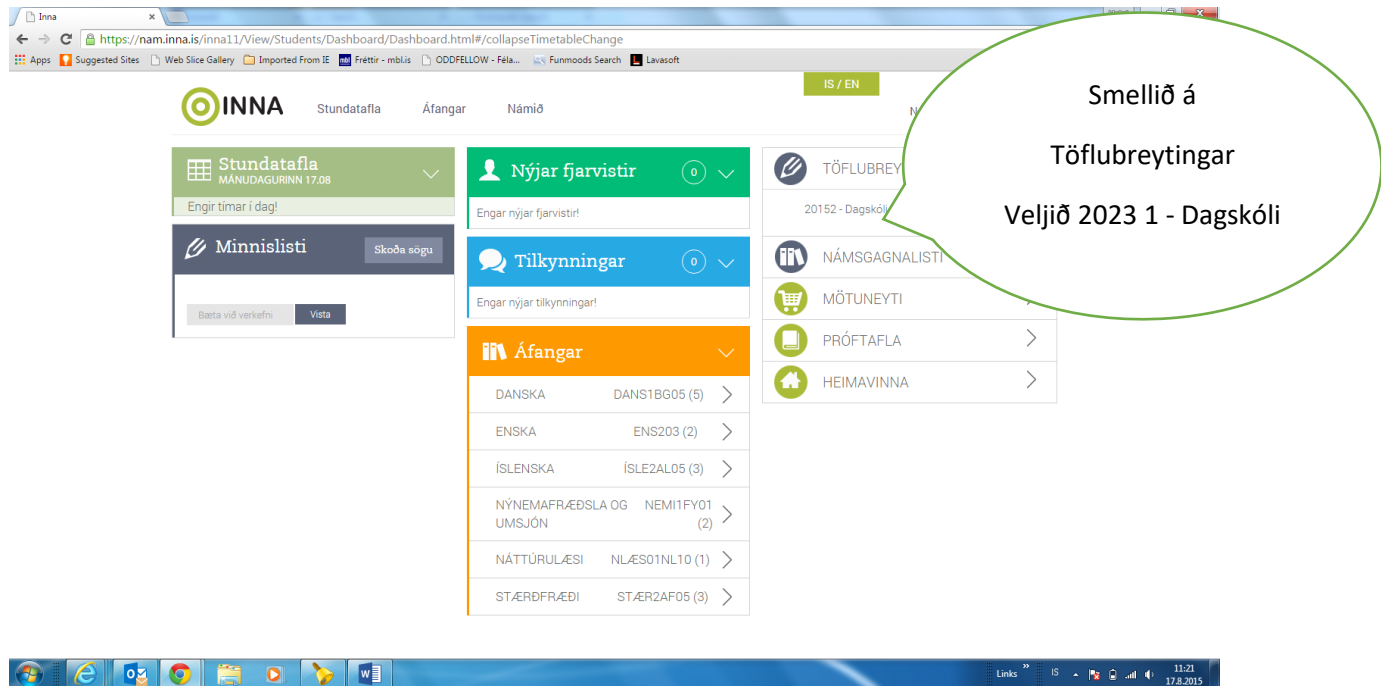 Inna
https://nam.inna.is/inna11/View/Students/Dashboard/Dashboard.html#/collapseTimetableChange
Apps Suggested Sites Web Slice Gallery Imported From IE mbl Fréttir - mbl.is ODDFELLOW - Féla... Funmoods Search Lavasoft
INNA
Stundatafla Áfangar Námið
IS / EN
N
Smellið á
Töflubreytingar
Veljið 2023 1 - Dagskóli
Stundatafla
MÁNUDAGURINN 17.08
Engir tímar í dag!
Minnislisti
Skoða sögu
Bæta við verkefni Vista
Nýjar fjarvistir 0
Engar nýjar fjarvistir!
Tilkynningar 0
Engar nýjar tilkynningar!
Áfangar
DANSKA DANS1BG05 (5)
ENSKA ENS203 (2)
ÍSLENSKA ÍSLE2AL05 (3)
NÝNEMAFRÆÐSLA OG NEMI1FY01
UMSJÓN (2)
NÁTTÚRULÆSI NLÆS01NL10 (1)
STÆRÐFRÆÐI STÆR2AF05 (3)
TÖFLUBREY
20152 - Dagskóli
NÁMSGAGNALISTI
MÖTUNEYTI
PRÓFTAFLA
HEIMAVINNA
Links
IS
11:21
17.8.2015